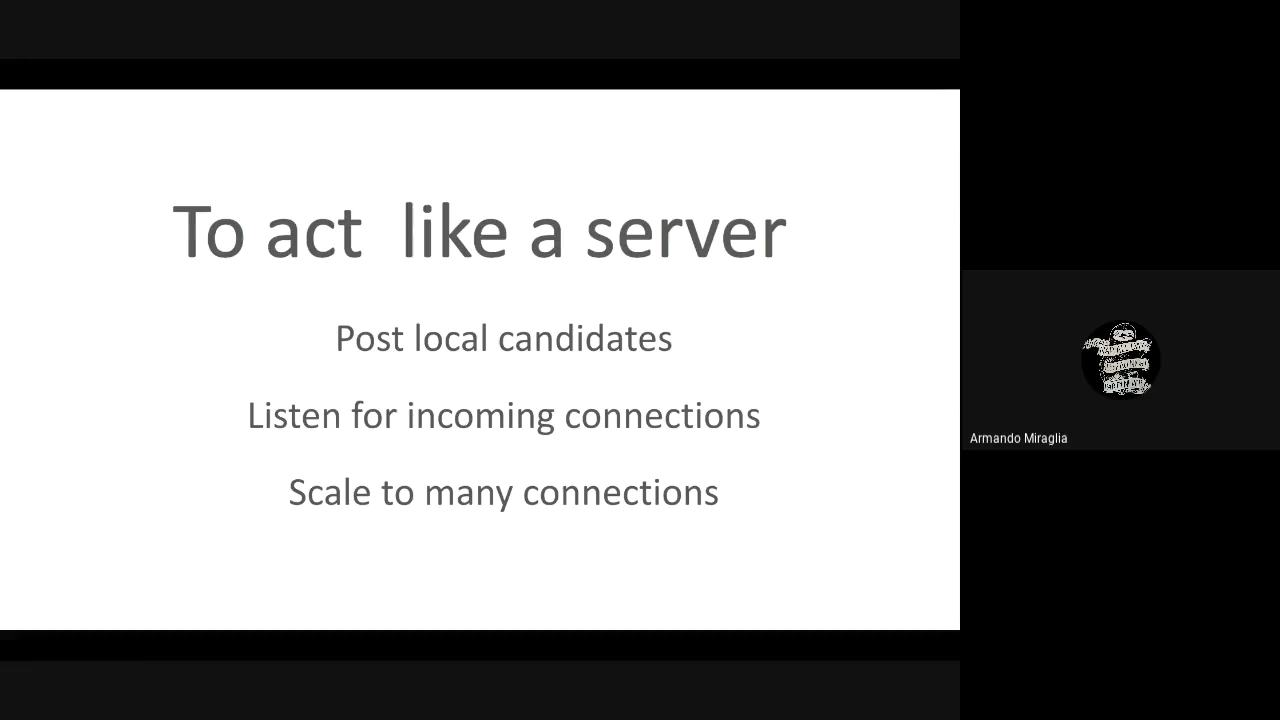 To act  like a server
Post local candidates
Listen for incoming connections
Scale to many connections
Armando Miraglia